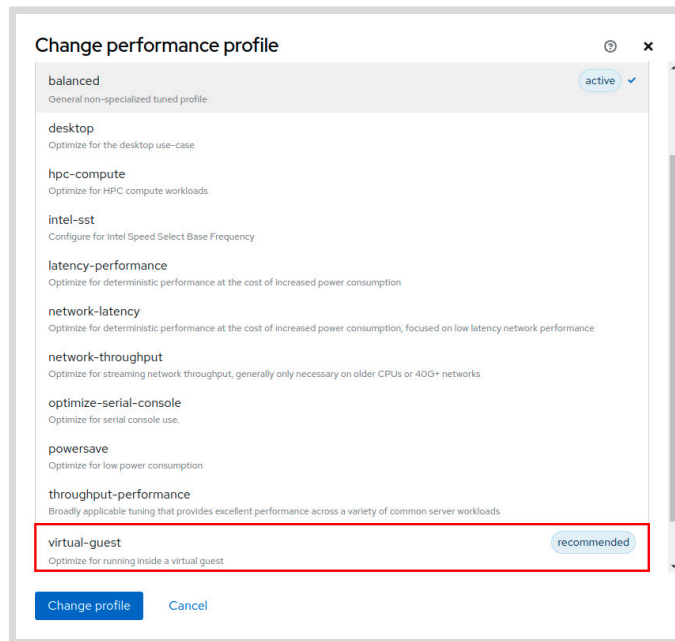 Change performance profile
balanced
active
General non-specialized tuned profile
desktop
Optimize for the desktop use-case
hpc-compute
Optimize for HPC compute workloads
intel-sst
Configure for Intel Speed Select Base Frequency
latency-performance
Optimize for deterministic performance at the cost of increased power consumption
network-latency
Optimize for deterministic performance at the cost of increased power consumption, focused on low latency network performance
network-throughput
Optimize for streaming network throughput, generally only necessary on older CPUs or 40G+ networks
optimize-serial-console
Optimize for serial console use.
powersave
Optimize for low power consumption
throughput-performance
Broadly applicable tuning that provides excellent performance across a variety of common server workloads
virtual-guest
recommended
Optimize for running inside a virtual guest
Change profile
Cancel